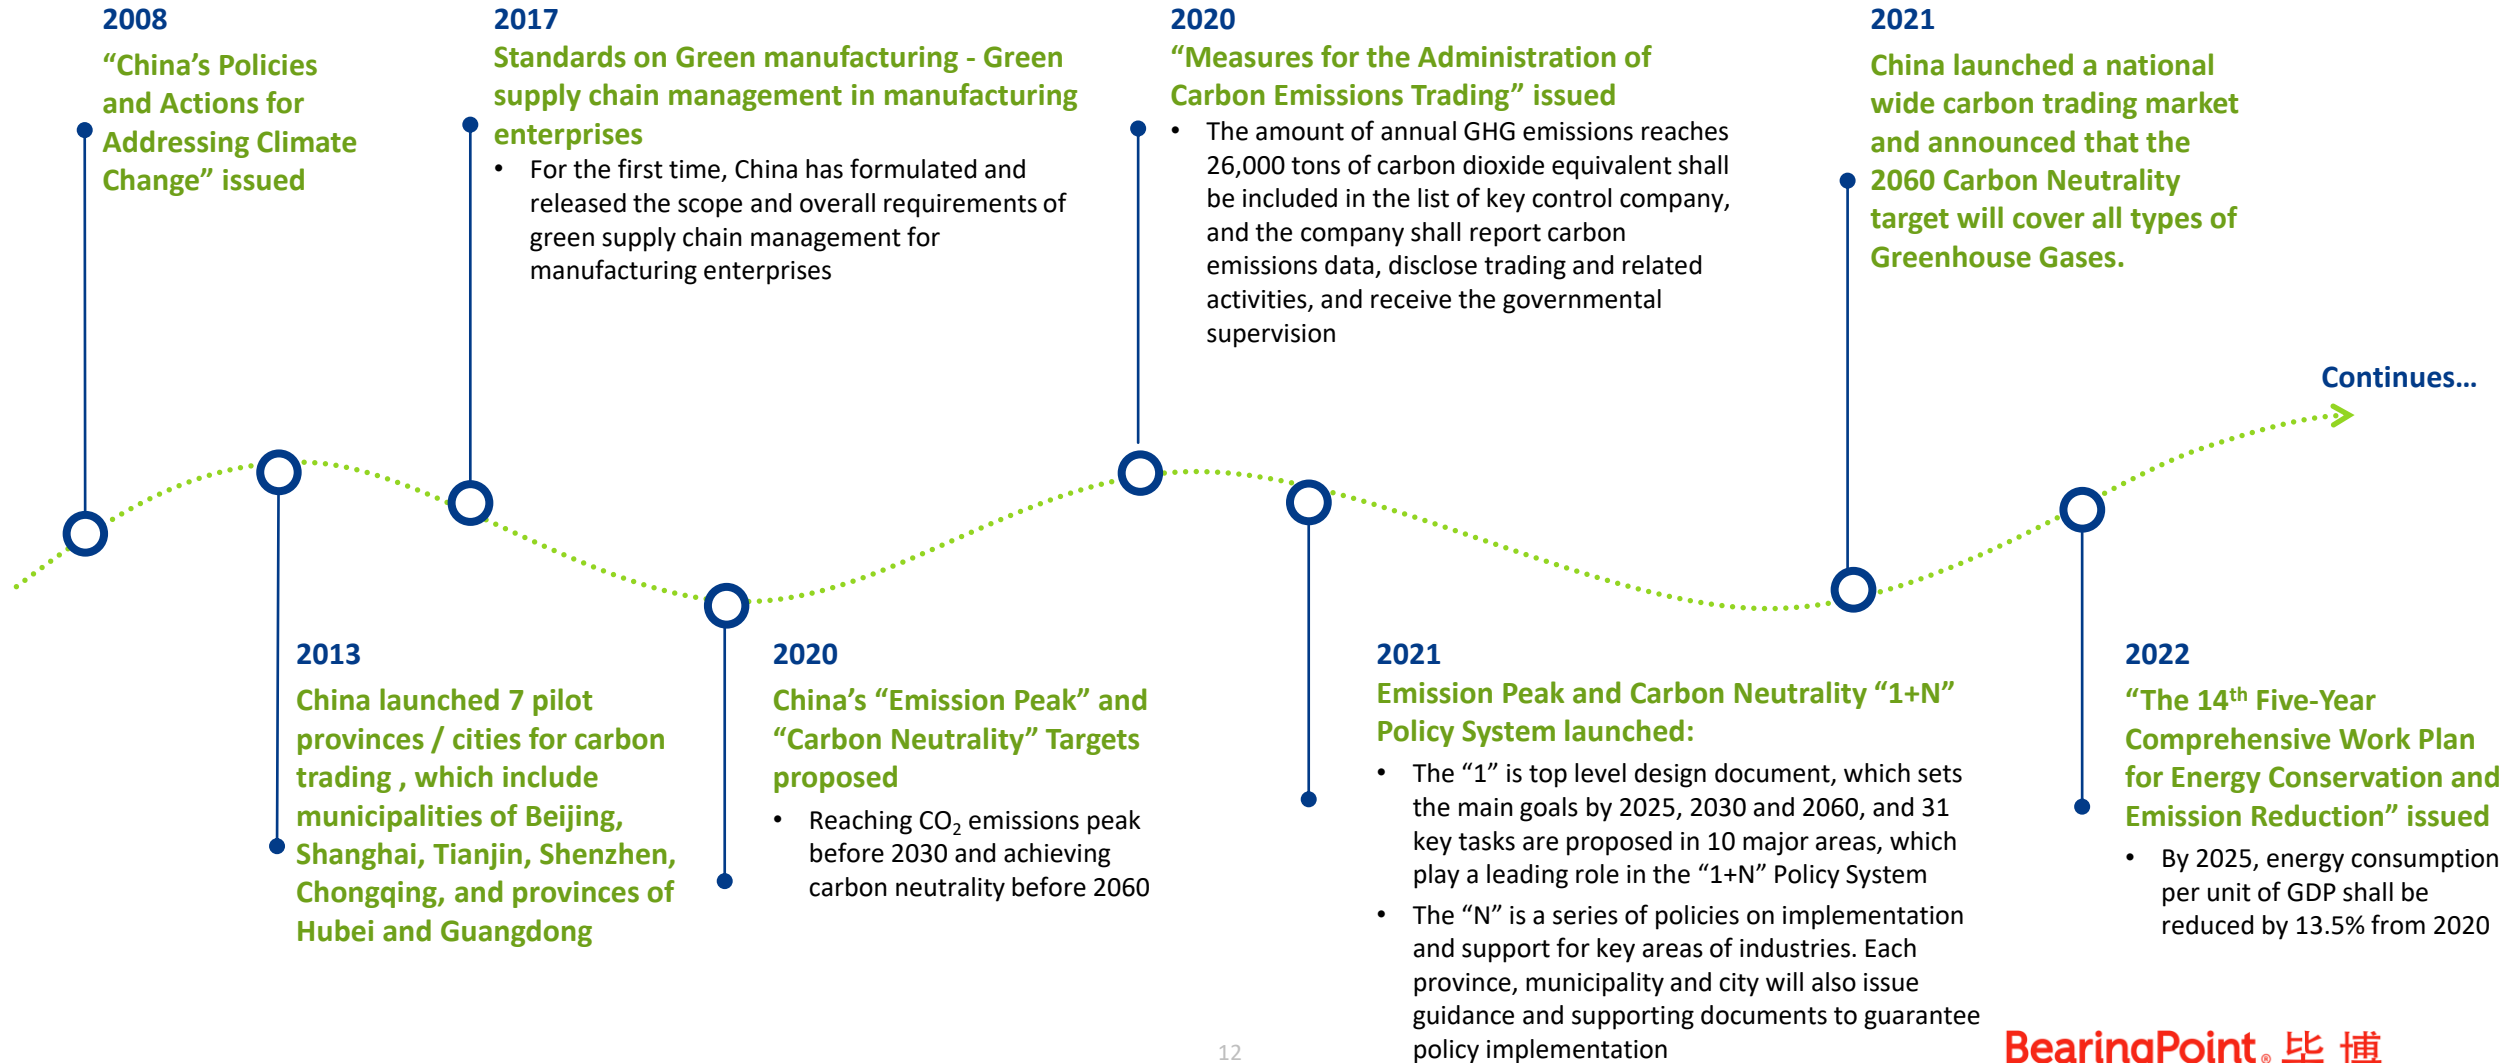 2008
“China’s Policies
and Actions for
Addressing Climate
Change” issued
2017
Standards on Green manufacturing - Green
supply chain management in manufacturing
enterprises
• For the first time, China has formulated and
released the scope and overall requirements of
green supply chain management for
manufacturing enterprises
2020
“Measures for the Administration of
Carbon Emissions Trading” issued
• The amount of annual GHG emissions reaches
26,000 tons of carbon dioxide equivalent shall
be included in the list of key control company,
and the company shall report carbon
emissions data, disclose trading and related
activities, and receive the governmental
supervision
2021
China launched a national
wide carbon trading market
and announced that the
2060 Carbon Neutrality
target will cover all types of
Greenhouse Gases.
Continues...
2013
China launched 7 pilot
provinces / cities for carbon
trading , which include
municipalities of Beijing,
Shanghai, Tianjin, Shenzhen,
Chongqing, and provinces of
Hubei and Guangdong
2020
China’s “Emission Peak” and
“Carbon Neutrality” Targets
proposed
• Reaching CO₂ emissions peak
before 2030 and achieving
carbon neutrality before 2060
2021
Emission Peak and Carbon Neutrality “1+N”
Policy System launched:
• The “1” is top level design document, which sets
the main goals by 2025, 2030 and 2060, and 31
key tasks are proposed in 10 major areas, which
play a leading role in the “1+N” Policy System
• The “N” is a series of policies on implementation
and support for key areas of industries. Each
province, municipality and city will also issue
guidance and supporting documents to guarantee
policy implementation
2022
“The 14th Five-Year
Comprehensive Work Plan
for Energy Conservation and
Emission Reduction” issued
• By 2025, energy consumption
per unit of GDP shall be
reduced by 13.5% from 2020
12
BearingPoint® 毕博